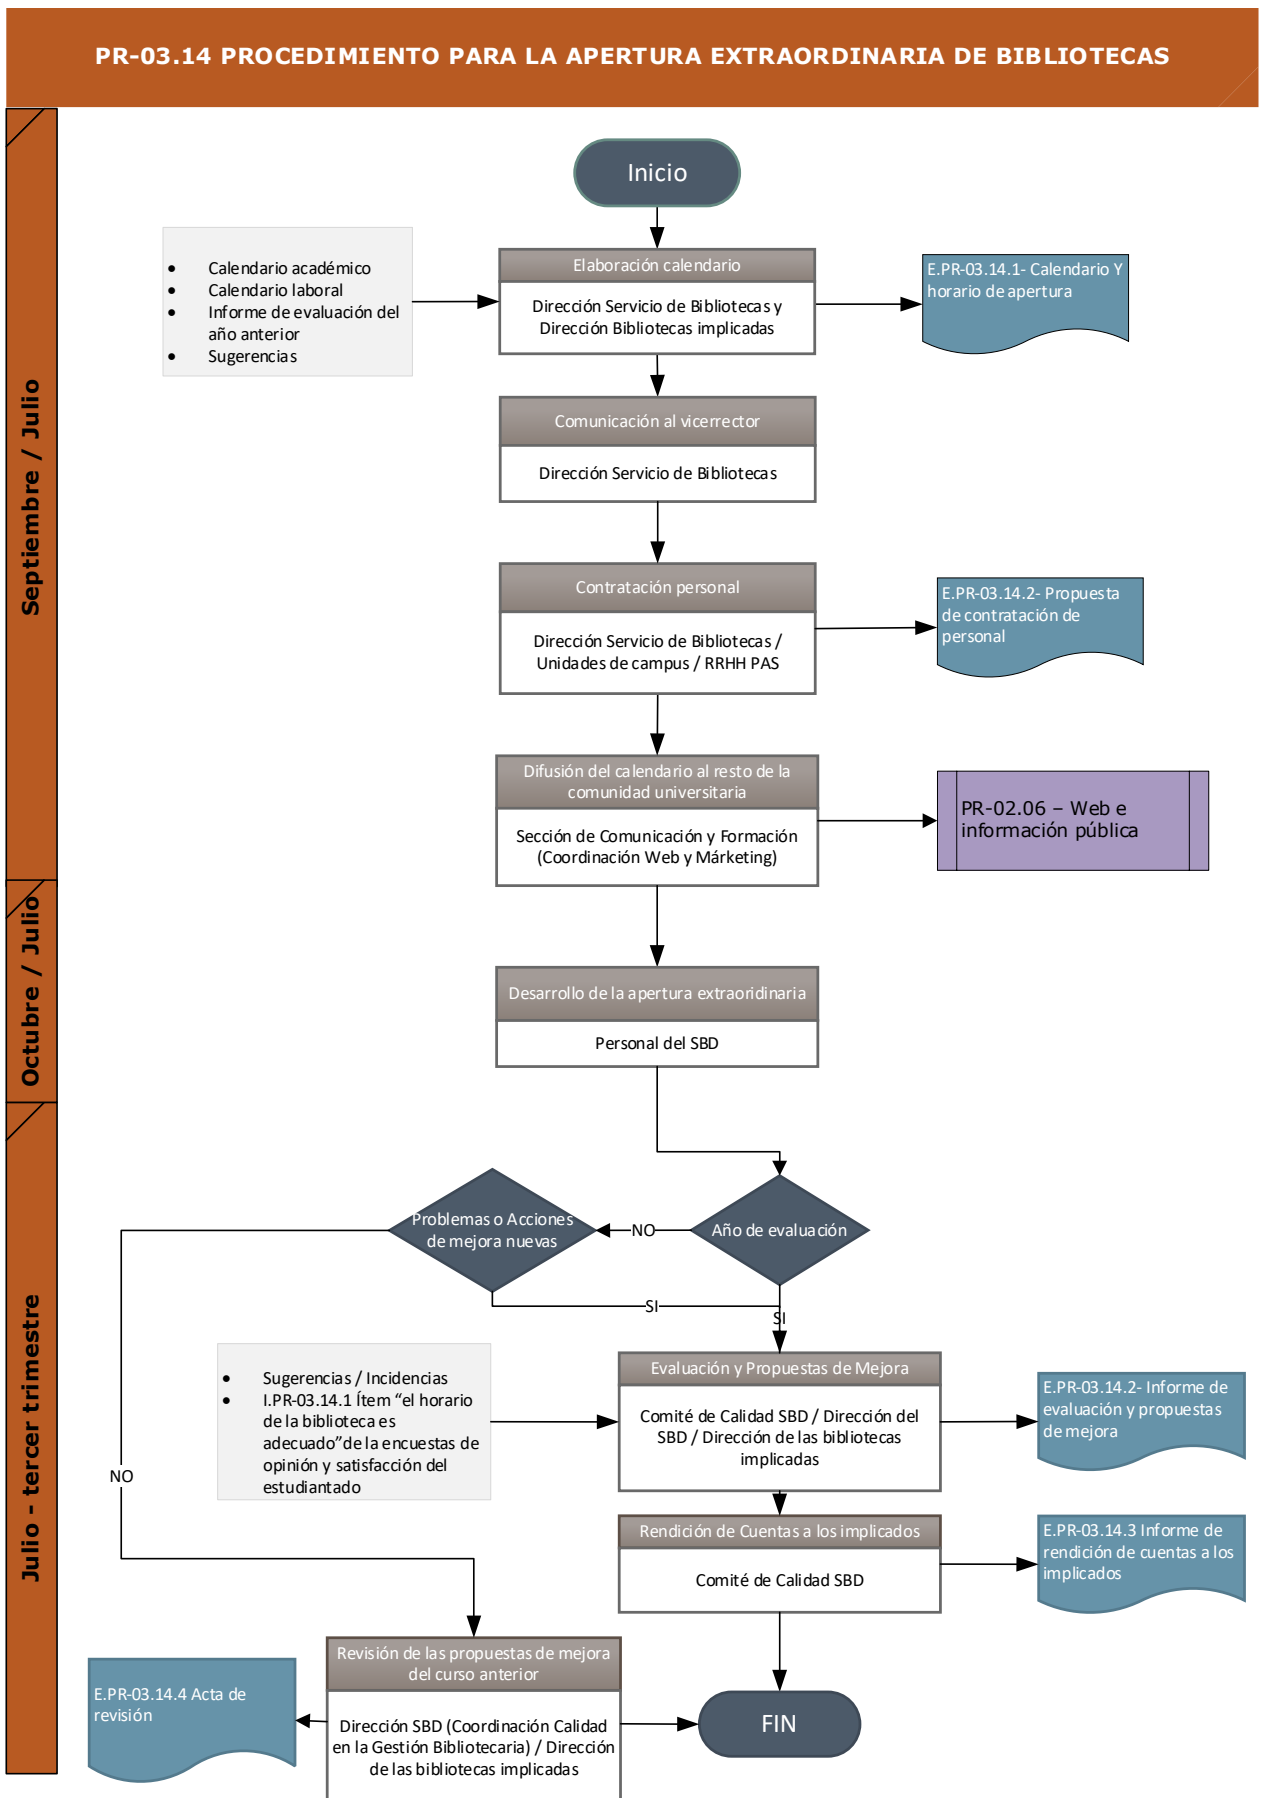 PR-03.14 PROCEDIMIENTO PARA LA APERTURA EXTRAORDINARIA DE BIBLIOTECAS
Septiembre / Julio
Inicio
• Calendario académico
• Calendario laboral
• Informe de evaluación del
año anterior
• Sugerencias
Elaboración calendario
Dirección Servicio de Bibliotecas y
Dirección Bibliotecas implicadas
E.PR-03.14.1- Calendario Y
horario de apertura
Comunicación al vicerrector
Dirección Servicio de Bibliotecas
Contratación personal
Dirección Servicio de Bibliotecas /
Unidades de campus / RRHH PAS
E.PR-03.14.2- Propuesta
de contratación de
personal
Difusión del calendario al resto de la
comunidad universitaria
Sección de Comunicación y Formación
(Coordinación Web y Márketing)
PR-02.06 – Web e
información pública
Octubre / Julio
Desarrollo de la apertura extraoridinaria
Personal del SBD
Julio - tercer trimestre
Problemas o Acciones
de mejora nuevas
NO
Año de evaluación
SI
SI
• Sugerencias / Incidencias
• I.PR-03.14.1 Ítem “el horario
de la biblioteca es
adecuado”de la encuestas de
opinión y satisfacción del
estudiantado
Evaluación y Propuestas de Mejora
Comité de Calidad SBD / Dirección del
SBD / Dirección de las bibliotecas
implicadas
E.PR-03.14.2- Informe de
evaluación y propuestas
de mejora
NO
Rendición de Cuentas a los implicados
Comité de Calidad SBD
E.PR-03.14.3 Informe de
rendición de cuentas a los
implicados
Revisión de las propuestas de mejora
del curso anterior
Dirección SBD (Coordinación Calidad
en la Gestión Bibliotecaria) / Dirección
de las bibliotecas implicadas
E.PR-03.14.4 Acta de
revisión
FIN